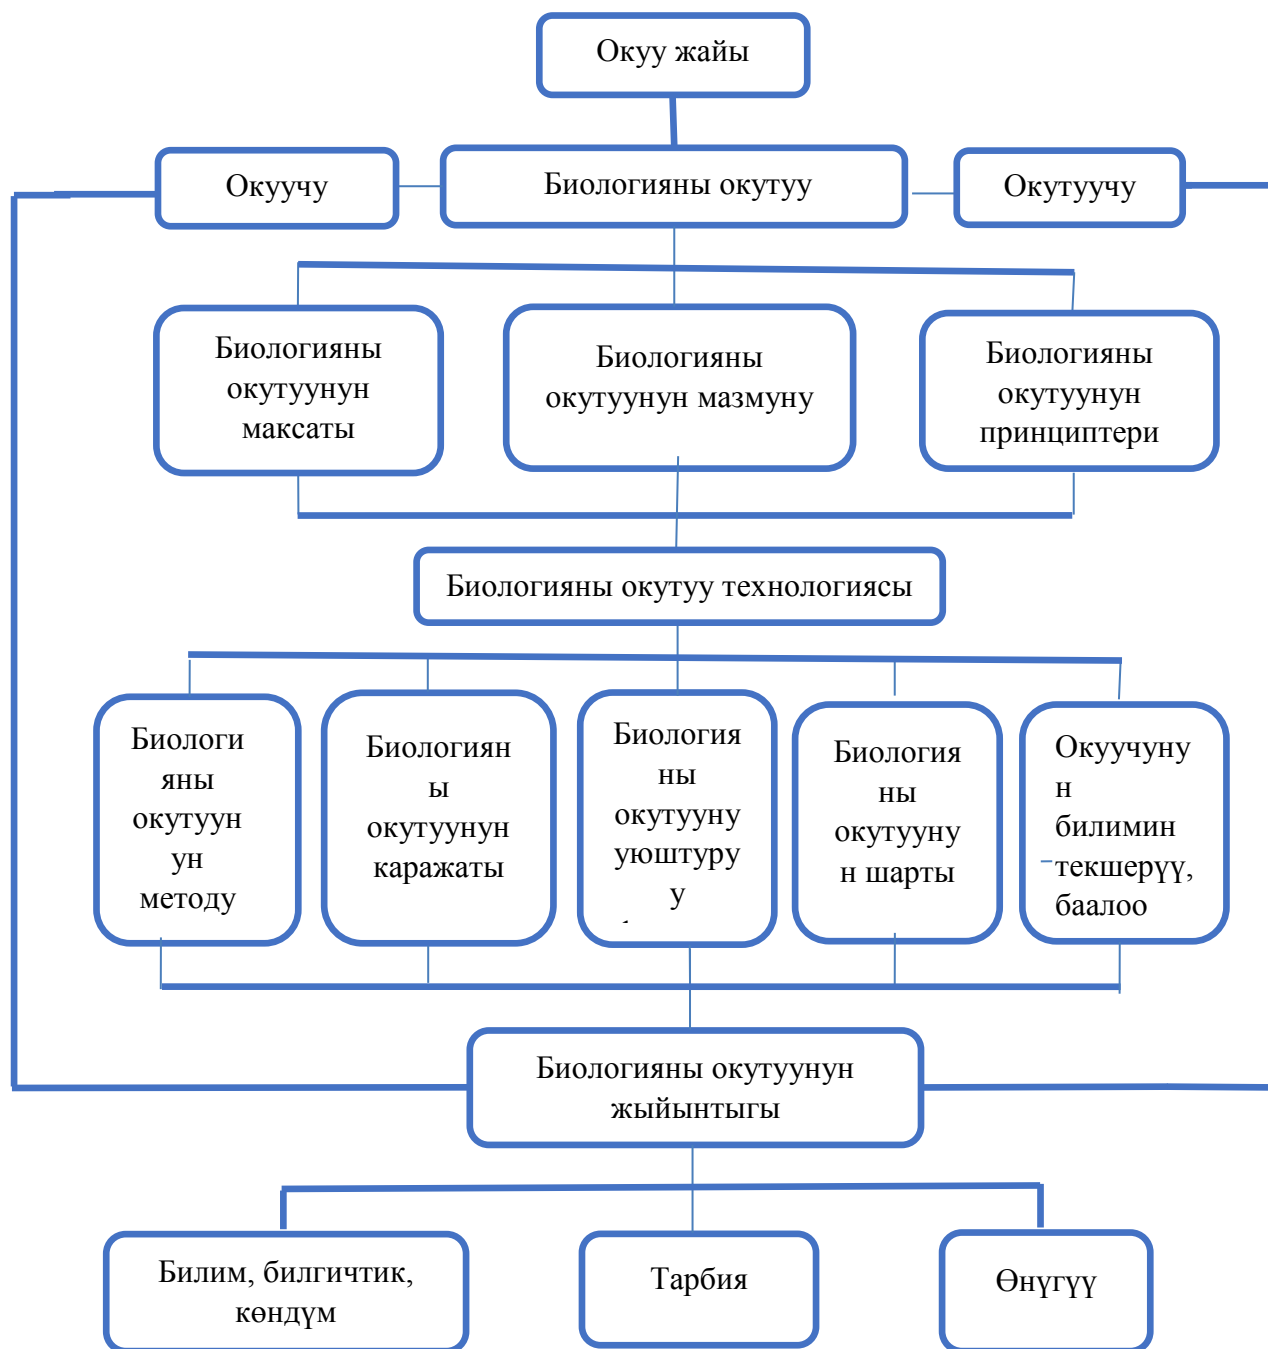 Окуу жайы
Окуучу
Биологияны окутуу
Окутуучу
Биологияны
окутуунун
максаты
Биологияны
окутуунун мазмуну
Биологияны
окутуунун
принциптери
Биологияны окутуу технологиясы
Биологи
яны
окутуун
ун
методу
Биологиян
ы
окутуунун
каражаты
Биология
ны
окутууну
уюштуру
у
Биология
ны
окутууну
н шарты
Окуучуну
н
билимин
текшерүү,
баалоо
Биологияны окутуунун
жыйынтыгы
Билим, билгичтик,
көндүм
Тарбия
Өнүгүү